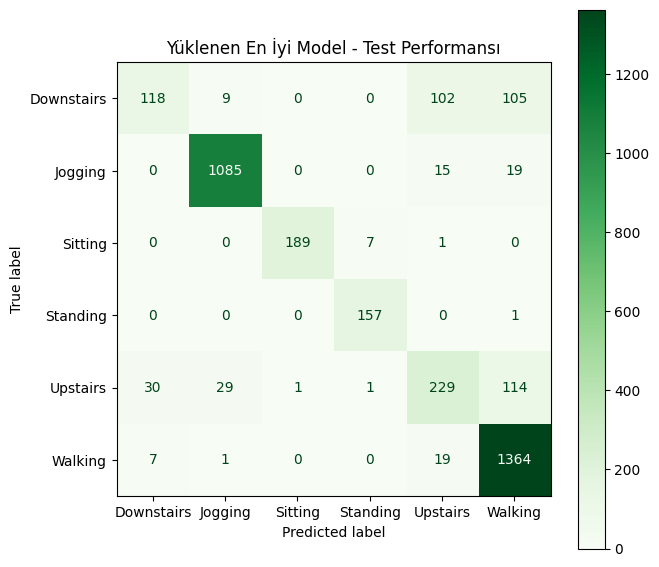 Yüklenen En İyi Model - Test Performansı
True label
Downstairs 118 9 0 0 102 105
Jogging 0 1085 0 0 15 19
Sitting 0 0 189 7 1 0
Standing 0 0 0 157 0 1
Upstairs 30 29 1 1 229 114
Walking 7 1 0 0 19 1364
Downstairs Jogging Sitting Standing Upstairs Walking
Predicted label
1200
1000
800
600
400
200
0